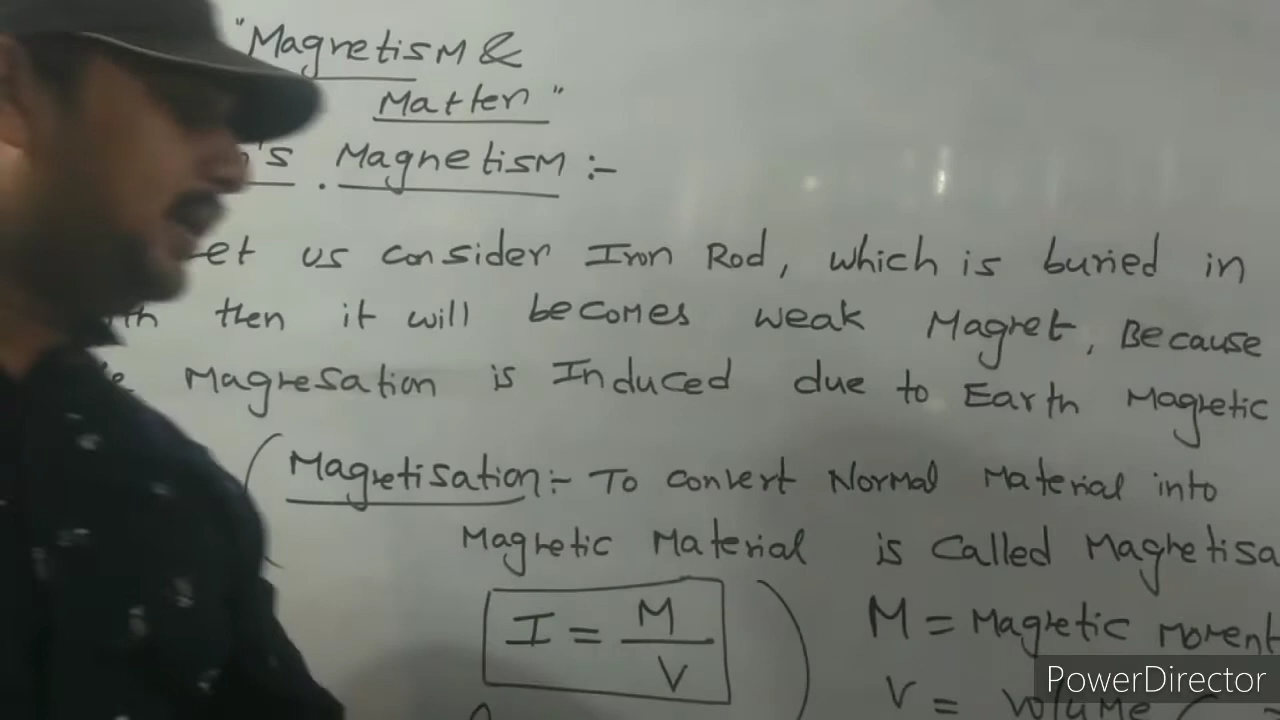 "Magnetism &
Matter"
's Magnetism :-
Let us consider Iron Rod, which is buried in
then it will becomes weak Magnet, Because
Magnesation is Induced due to Earth Magnetic
(Magnetisation :- To convert Normal Material into
Magnetic Material is called Magnetisa
I = M/V ) M = Magnetic Moment
V = Volume (
PowerDirector